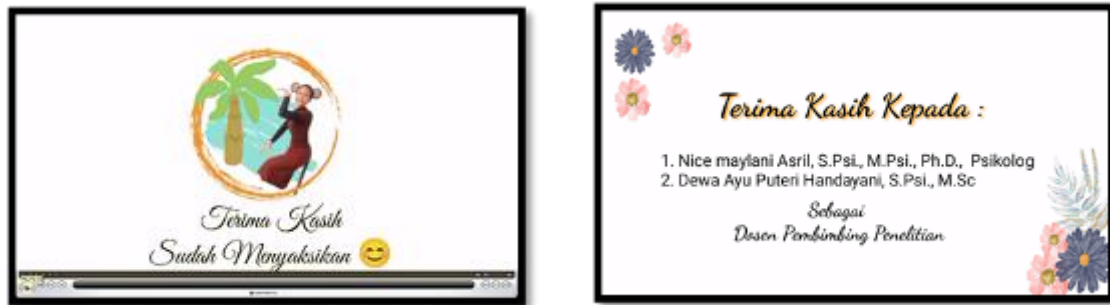 Terima Kasih
Sudah Menyaksikan 😊
Terima Kasih Kepada :
1. Nice maylani Asril, S.Psi., M.Psi., Ph.D., Psikolog
2. Dewa Ayu Puteri Handayani, S.Psi., M.Sc
Sebagai
Dosen Pembimbing Penelitian